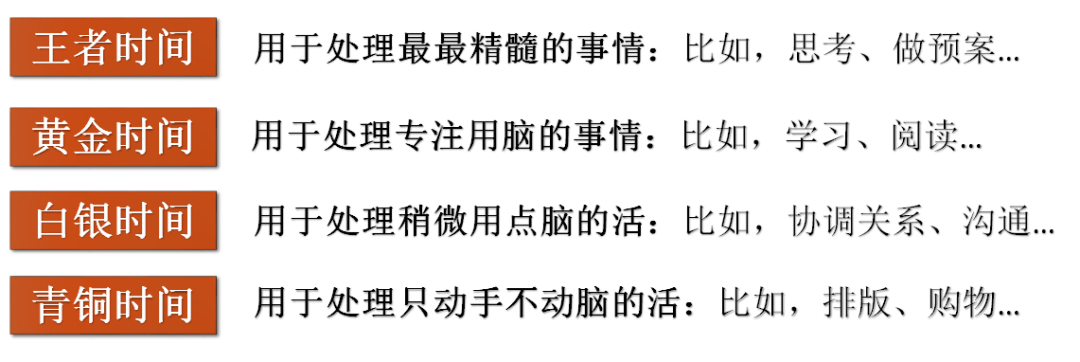 王者时间 用于处理最最精髓的事情：比如，思考、做预案...
黄金时间 用于处理专注用脑的事情：比如，学习、阅读...
白银时间 用于处理稍微用点脑的活：比如，协调关系、沟通...
青铜时间 用于处理只动手不动脑的活：比如，排版、购物...